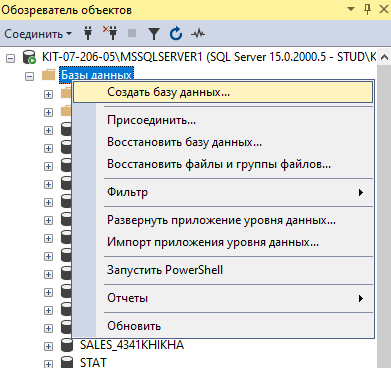 Обозреватель объектов
Соединить
KIT-07-206-05\MSSQLSERVER1 (SQL Server 15.0.2000.5 - STUD\K
Базы данных
Создать базу данных...
Присоединить...
Восстановить базу данных...
Восстановить файлы и группы файлов...
Фильтр
Развернуть приложение уровня данных...
Импорт приложения уровня данных...
Запустить PowerShell
Отчеты
Обновить
SALES_4341KHIKHA
STAT